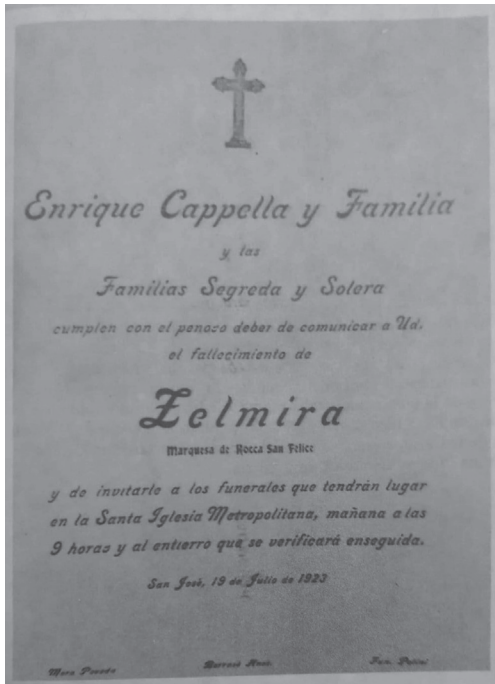 Enrique Cappella y Familia
y las
Familias Segreda y Solera
cumplen con el penoso deber de comunicar a Ud.
el fallecimiento de
Zelmira
Marquesa de Rocca San Felice
y de invitarle a los funerales que tendrán lugar
en la Santa Iglesia Metropolitana, mañana a las
9 horas y al entierro que se verificará enseguida.
San José, 19 de Julio de 1923